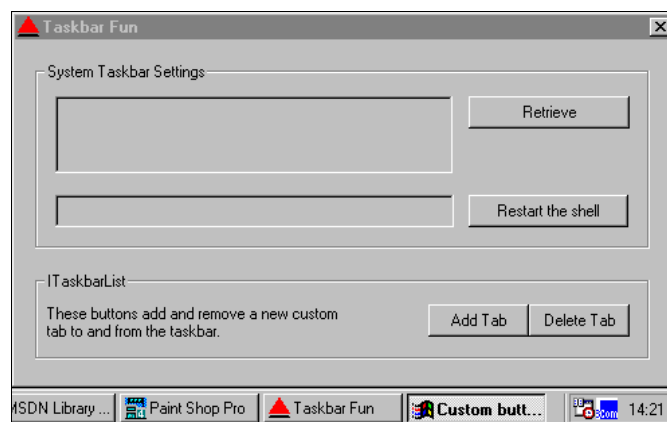 Taskbar Fun
System Taskbar Settings
Retrieve
Restart the shell
ITaskbarList
These buttons add and remove a new custom
tab to and from the taskbar.
Add Tab
Delete Tab
MSDN Library ...
Paint Shop Pro
Taskbar Fun
Custom butt...
3Com
14:21